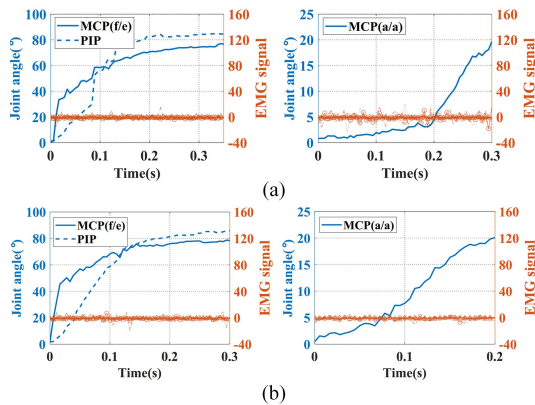 100
80
60
40
20
0
Joint angle(°)
MCP(f/e)
PIP
160
120
80
40
0
-40
EMG signal
0 0.1 0.2 0.3
Time(s)
25
20
15
10
5
0
Joint angle(°)
MCP(a/a)
160
120
80
40
0
-40
EMG signal
0 0.1 0.2 0.3
Time(s)
(a)
100
80
60
40
20
0
Joint angle(°)
MCP(f/e)
PIP
160
120
80
40
0
-40
EMG signal
0 0.1 0.2 0.3
Time(s)
25
20
15
10
5
0
Joint angle(°)
MCP(a/a)
160
120
80
40
0
-40
EMG signal
0 0.1 0.2
Time(s)
(b)